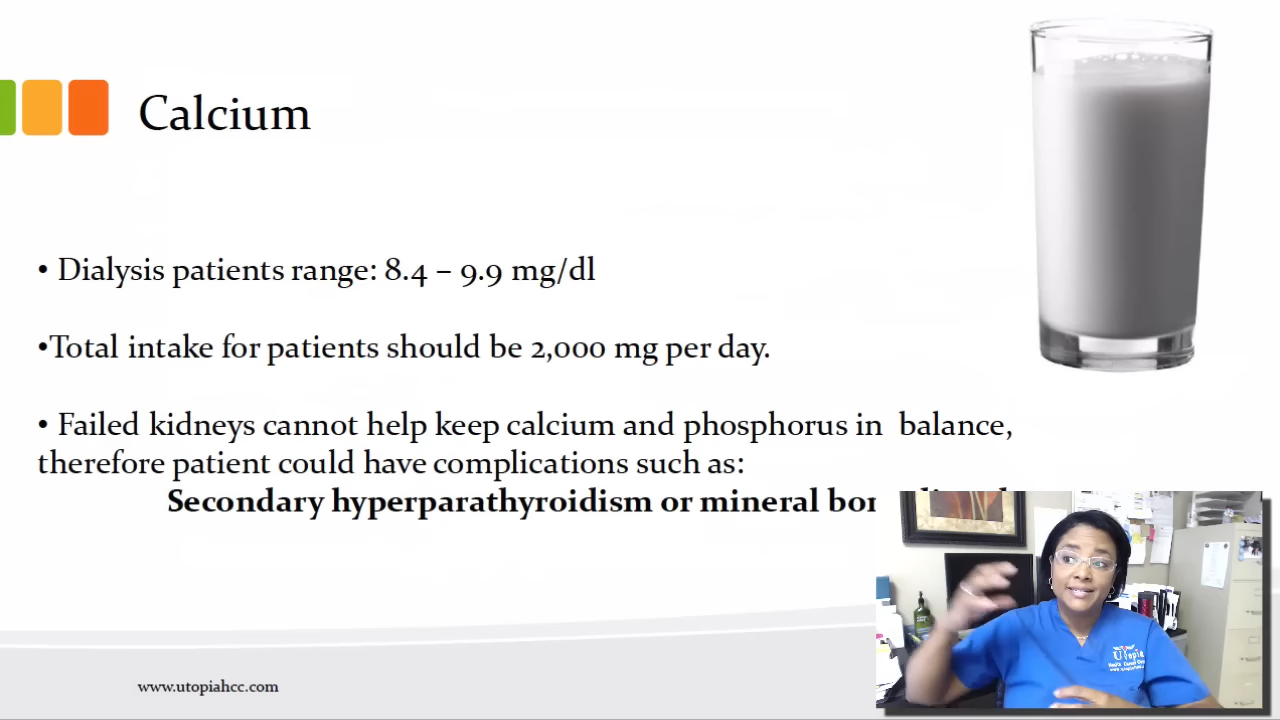 Calcium
• Dialysis patients range: 8.4 – 9.9 mg/dl
•Total intake for patients should be 2,000 mg per day.
• Failed kidneys cannot help keep calcium and phosphorus in balance,
therefore patient could have complications such as:
Secondary hyperparathyroidism or mineral
Utopia
www.utopiahcc.com